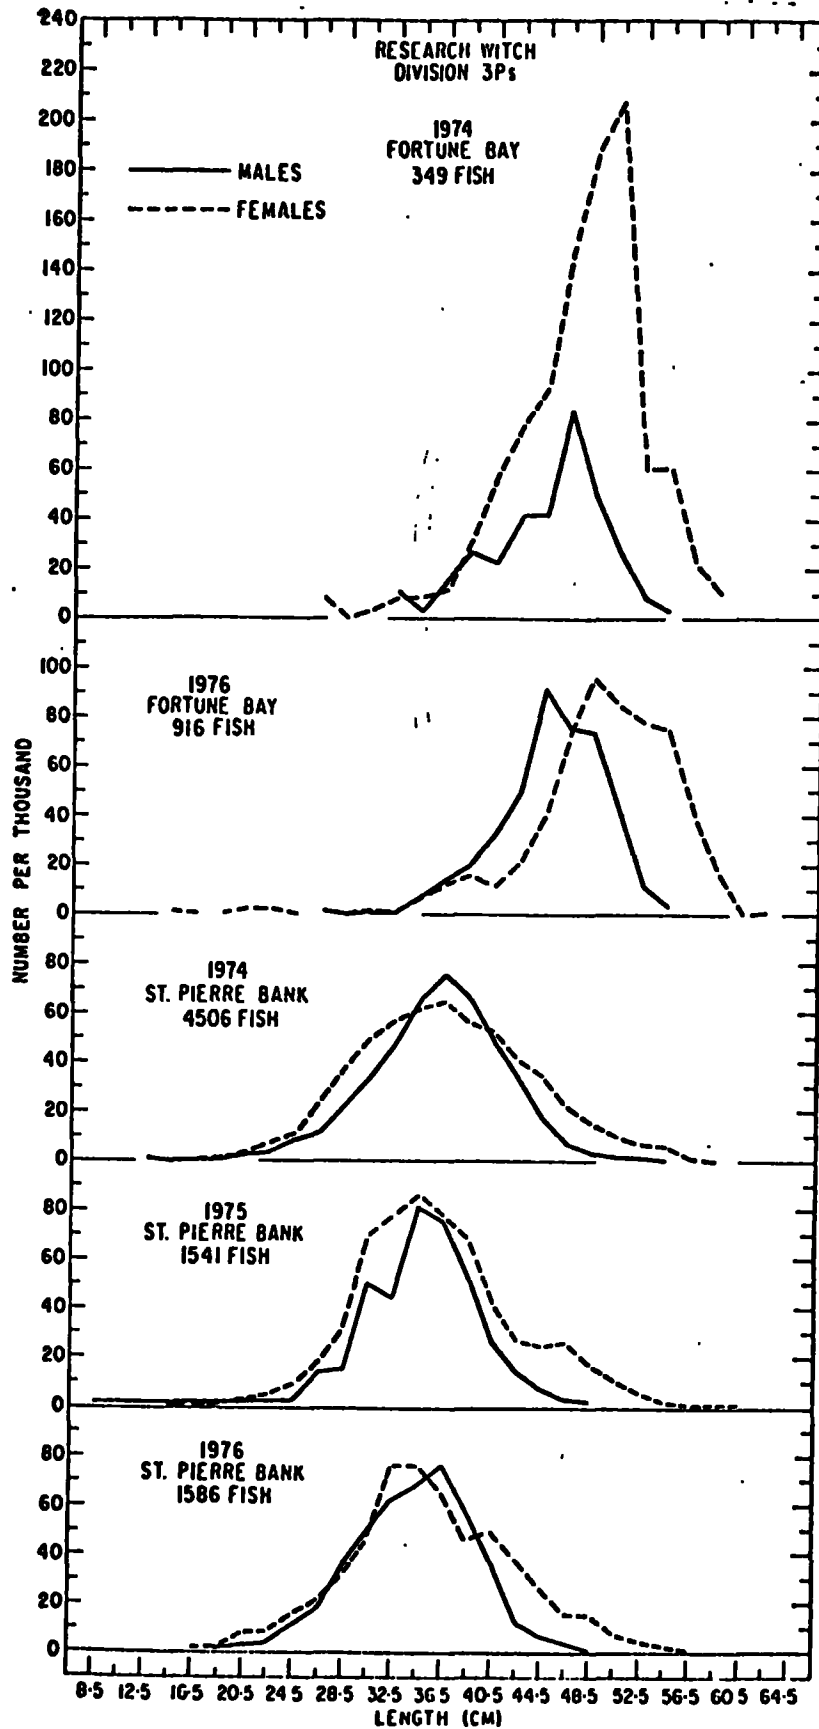 RESEARCH WITCH
DIVISION 3Ps
1974
FORTUNE BAY
349 FISH
MALES
FEMALES
240
220
200
180
160
140
120
100
80
60
40
20
0
1976
FORTUNE BAY
916 FISH
100
80
60
40
20
0
NUMBER PER THOUSAND
1974
ST. PIERRE BANK
4506 FISH
80
60
40
20
0
1975
ST. PIERRE BANK
1541 FISH
80
60
40
20
0
1976
ST. PIERRE BANK
1586 FISH
80
60
40
20
0
8·5 12·5 16·5 20·5 24·5 28·5 32·5 36·5 40·5 44·5 48·5 52·5 56·5 60·5 64·5
LENGTH (CM)